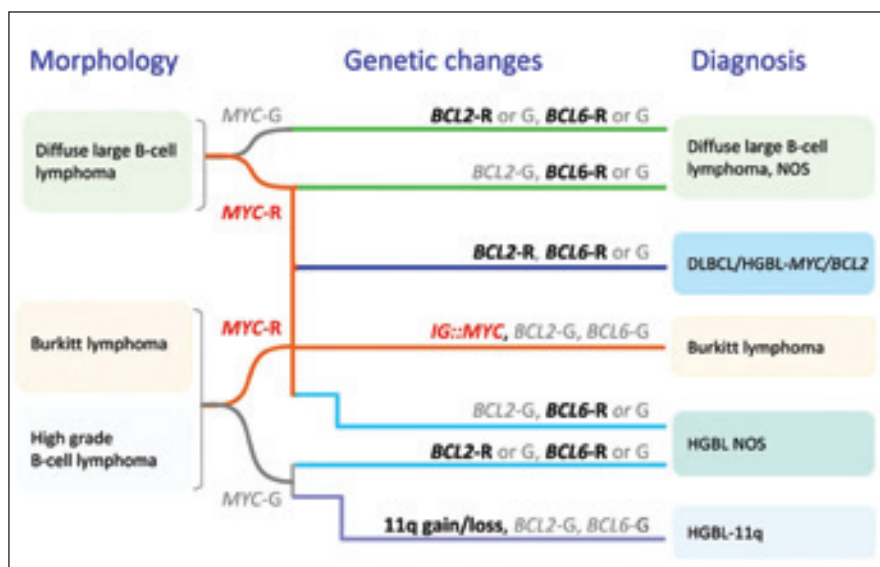 Morphology
Genetic changes
Diagnosis
Diffuse large B-cell
lymphoma
MYC-G
MYC-R
BCL2-R or G, BCL6-R or G
BCL2-G, BCL6-R or G
Diffuse large B-cell
lymphoma, NOS
BCL2-R, BCL6-R or G
DLBCL/HGBL-MYC/BCL2
Burkitt lymphoma
MYC-R
IG::MYC, BCL2-G, BCL6-G
Burkitt lymphoma
High grade
B-cell lymphoma
MYC-G
BCL2-G, BCL6-R or G
BCL2-R or G, BCL6-R or G
HGBL NOS
11q gain/loss, BCL2-G, BCL6-G
HGBL-11q